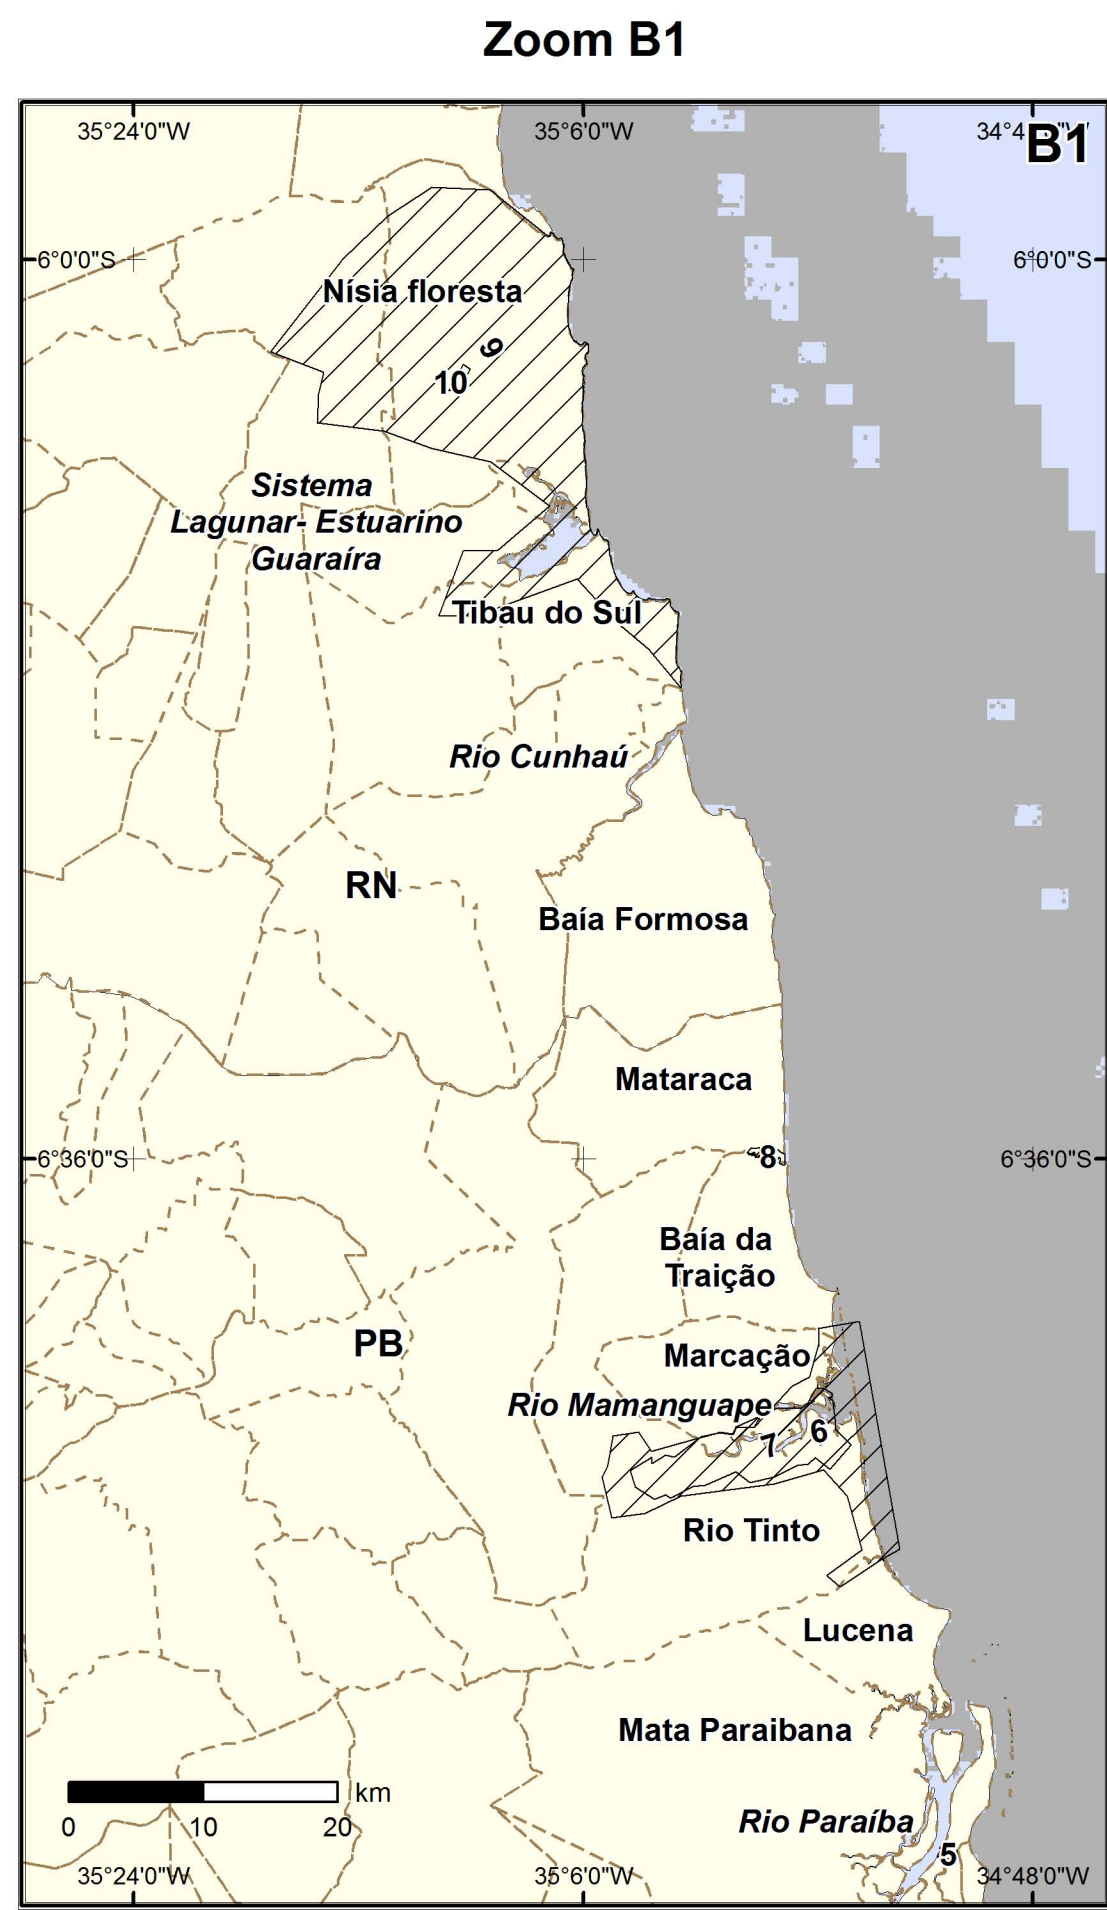 Zoom B1
35°24'0"W
35°6'0"W
34°4
W
B1
6°0'0"S
6°0'0"S
Nísia floresta
9
10
Sistema
Lagunar- Estuarino
Guaraíra
Tibau do Sul
Rio Cunhaú
RN
Baía Formosa
Mataraca
6°36'0"S
8
6°36'0"S
Baía da
Traição
PB
Marcação
Rio Mamanguape
6
7
Rio Tinto
Lucena
Mata Paraibana
km
0
10
20
Rio Paraíba
5
35°24'0"W
35°6'0"W
34°48'0"W